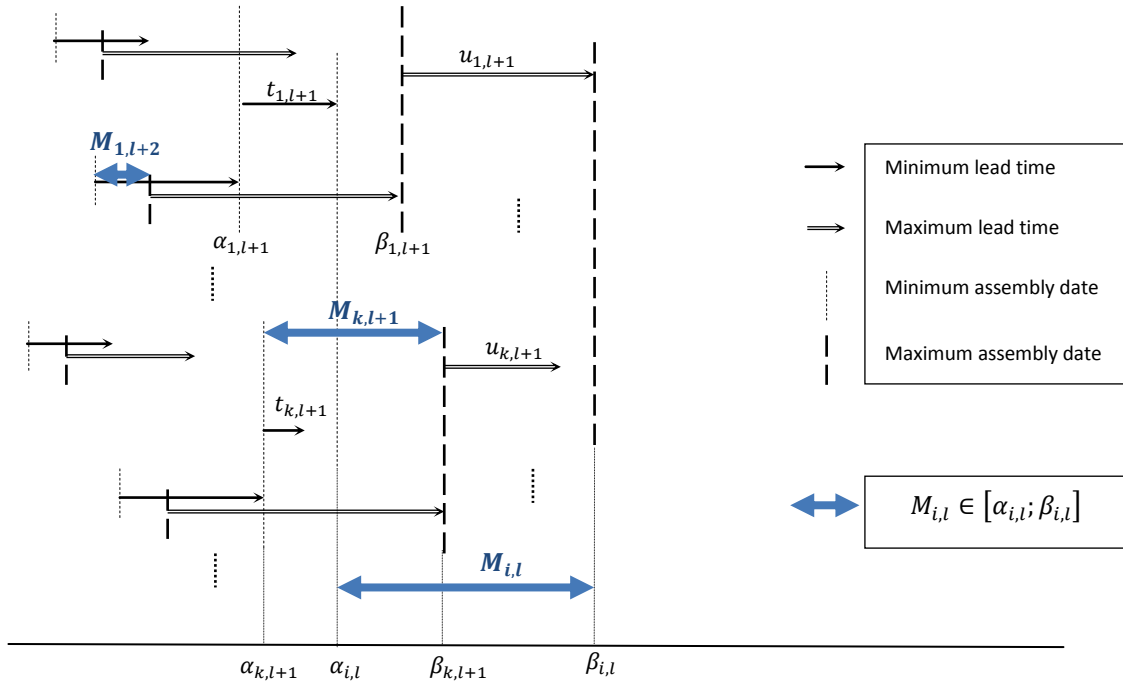 u₁,ₗ₊₁
t₁,ₗ₊₁
M₁,ₗ₊₂
Minimum lead time
Maximum lead time
α₁,ₗ₊₁ β₁,ₗ₊₁
Minimum assembly date
Mₖ,ₗ₊₁
Maximum assembly date
uₖ,ₗ₊₁
tₖ,ₗ₊₁
Mᵢ,ₗ ∈ [αᵢ,ₗ; βᵢ,ₗ]
Mᵢ,ₗ
αₖ,ₗ₊₁ αᵢ,ₗ βₖ,ₗ₊₁ βᵢ,ₗ